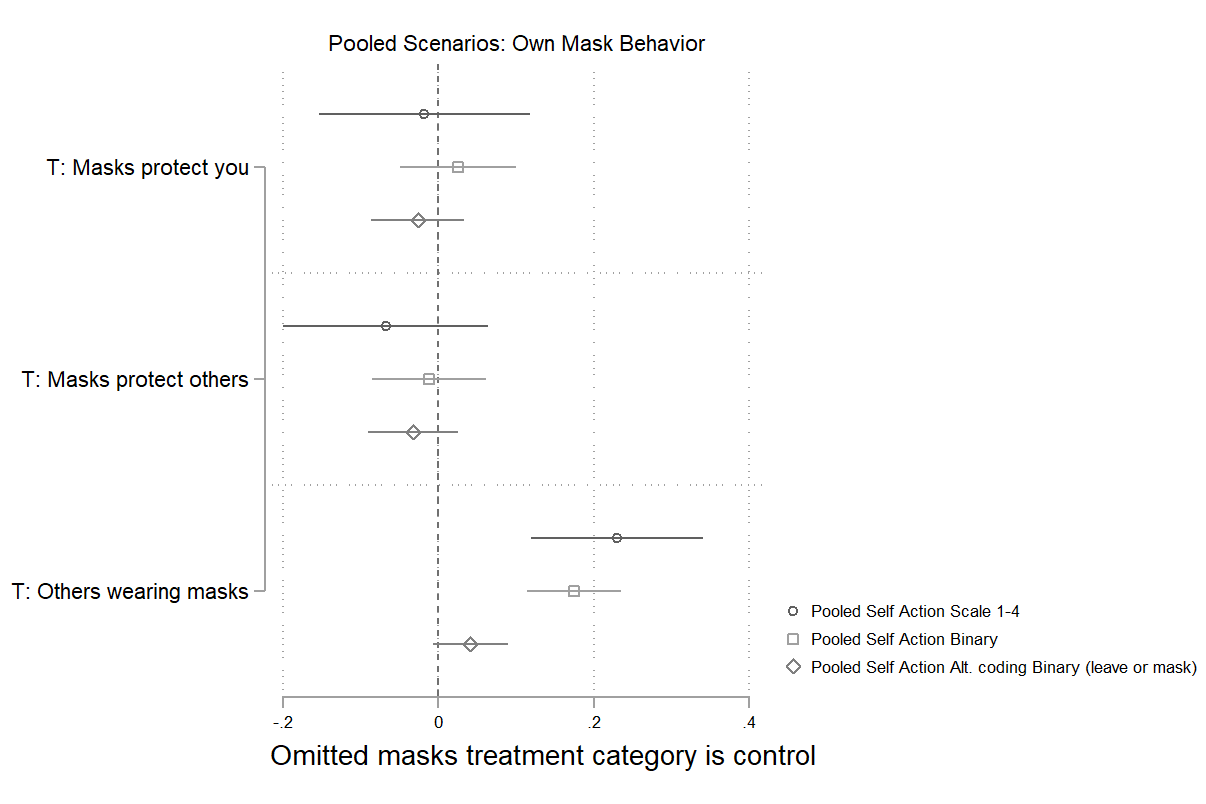 Pooled Scenarios: Own Mask Behavior
T: Masks protect you
T: Masks protect others
T: Others wearing masks
Pooled Self Action Scale 1-4
Pooled Self Action Binary
Pooled Self Action Alt. coding Binary (leave or mask)
-.2 0 .2 .4
Omitted masks treatment category is control